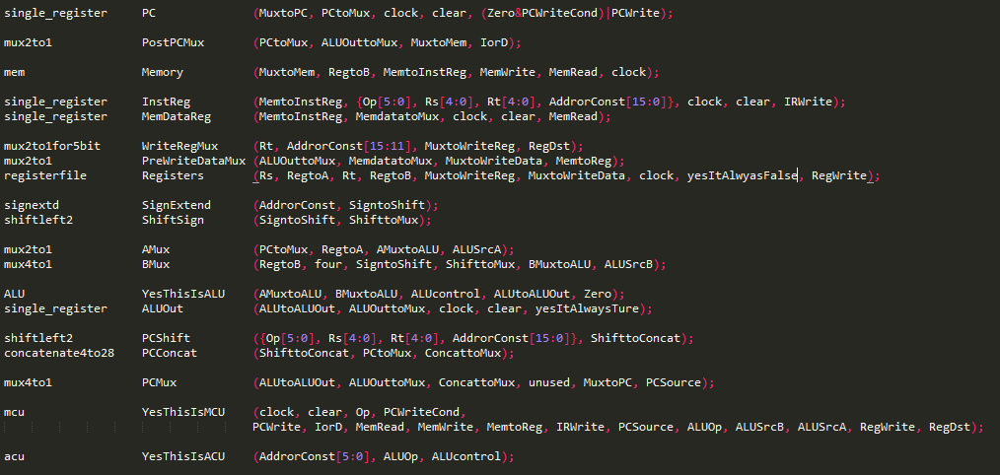 single_register PC (MuxtoPC, PCtoMux, clock, clear, (Zero&PCWriteCond)|PCWrite);
mux2to1 PostPCMux (PCtoMux, ALUOuttoMux, MuxtoMem, IorD);
mem Memory (MuxtoMem, RegtoB, MemtoInstReg, MemWrite, MemRead, clock);
single_register InstReg (MemtoInstReg, {Op[5:0], Rs[4:0], Rt[4:0], AddrorConst[15:0]}, clock, clear, IRWrite);
single_register MemDataReg (MemtoInstReg, MemdatatoMux, clock, clear, MemRead);
mux2to1for5bit WriteRegMux (Rt, AddrorConst[15:11], MuxtoWriteReg, RegDst);
mux2to1 PreWriteDataMux (ALUOuttoMux, MemdatatoMux, MuxtoWriteData, MemtoReg);
registerfile Registers (Rs, RegtoA, Rt, RegtoB, MuxtoWriteReg, MuxtoWriteData, clock, yesItAlwyasFalse, RegWrite);
signextd SignExtend (AddrorConst, SigntoShift);
shiftleft2 ShiftSign (SigntoShift, ShifttoMux);
mux2to1 AMux (PCtoMux, RegtoA, AMuxtoALU, ALUSrcA);
mux4to1 BMux (RegtoB, four, SigntoShift, ShifttoMux, BMuxtoALU, ALUSrcB);
ALU YesThisIsALU (AMuxtoALU, BMuxtoALU, ALUcontrol, ALUtoALUOut, Zero);
single_register ALUOut (ALUtoALUOut, ALUOuttoMux, clock, clear, yesItAlwaysTure);
shiftleft2 PCShift ({Op[5:0], Rs[4:0], Rt[4:0], AddrorConst[15:0]}, ShifttoConcat);
concatenate4to28 PCConcat (ShifttoConcat, PCtoMux, ConcattoMux);
mux4to1 PCMux (ALUtoALUOut, ALUOuttoMux, ConcattoMux, unused, MuxtoPC, PCSource);
mcu YesThisIsMCU (clock, clear, Op, PCWriteCond,
PCWrite, IorD, MemRead, MemWrite, MemtoReg, IRWrite, PCSource, ALUOp, ALUSrcB, ALUSrcA, RegWrite, RegDst);
acu YesThisIsACU (AddrorConst[5:0], ALUOp, ALUcontrol);